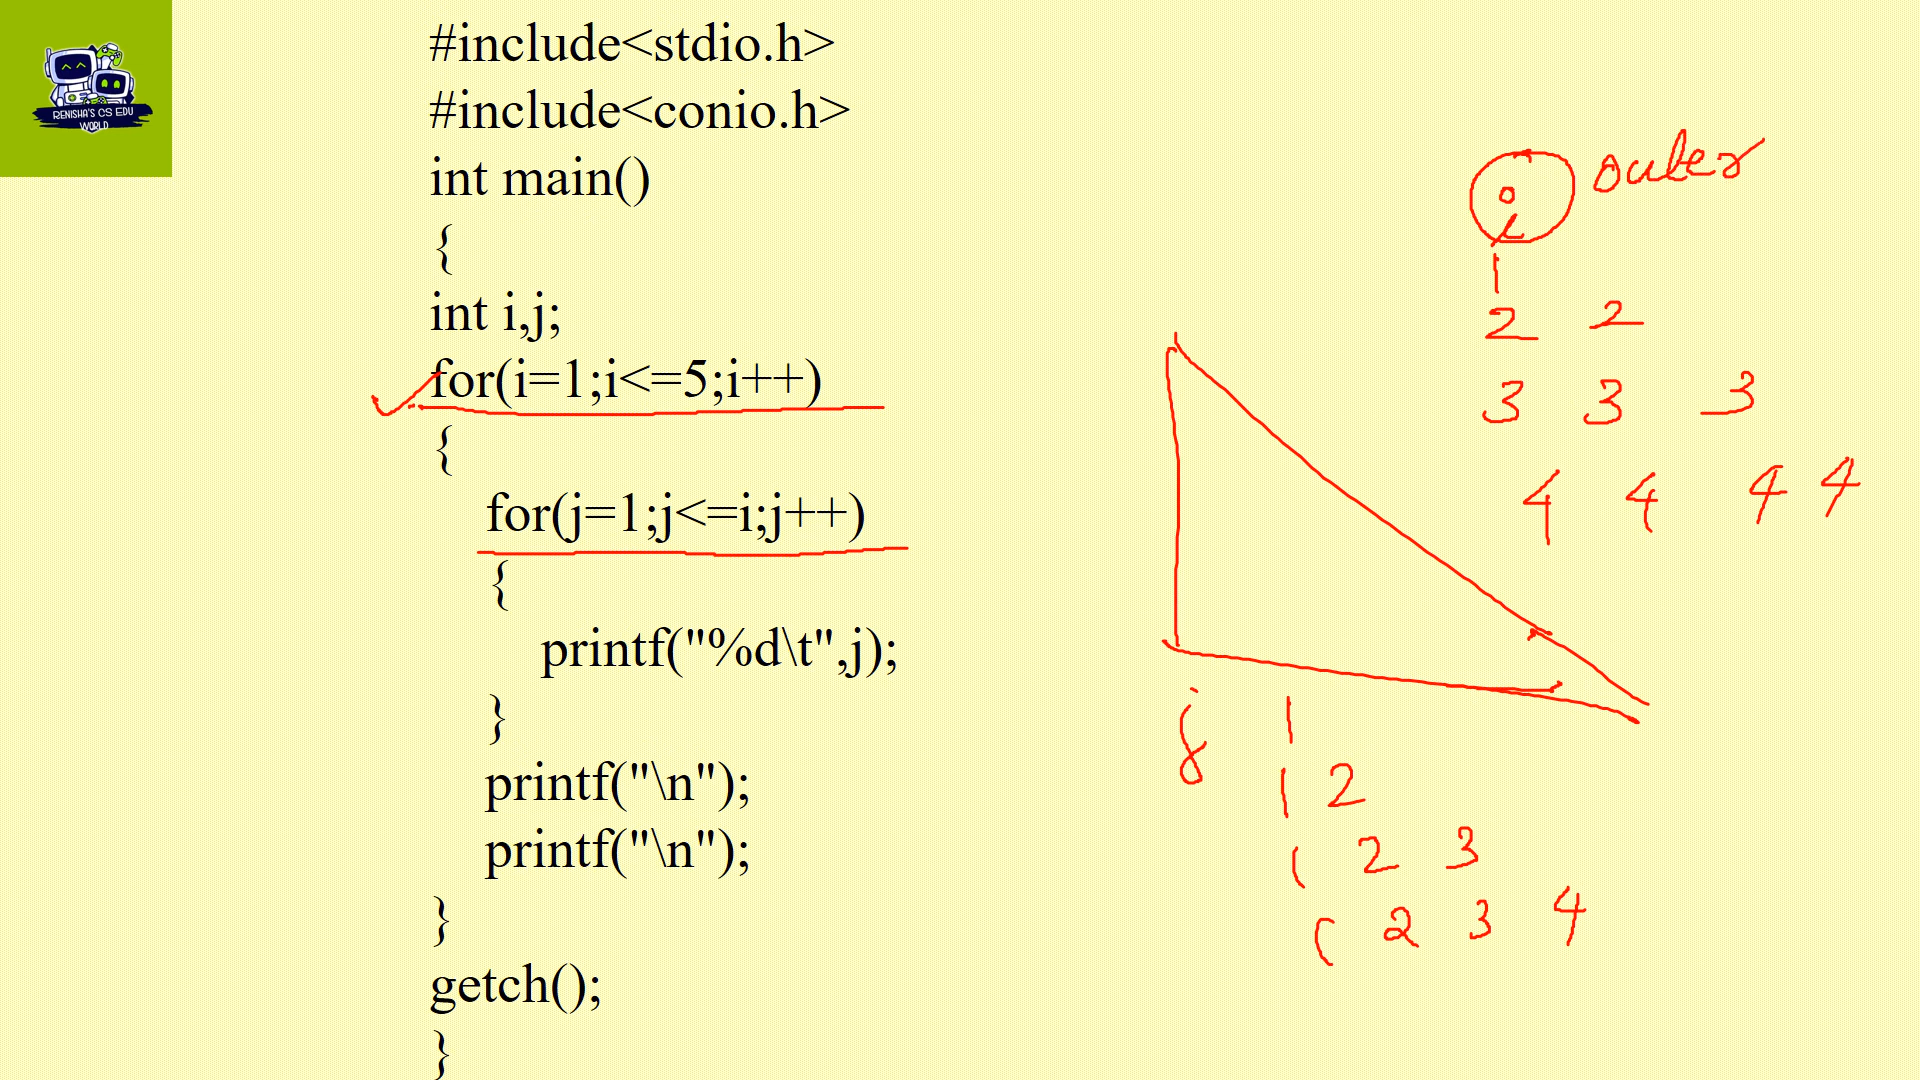 RENISHA'S CS EDU
WORLD
#include<stdio.h>
#include<conio.h>
int main()
{
int i,j;
for(i=1;i<=5;i++)
{
for(j=1;j<=i;j++)
{
printf("%d\t",j);
}
printf("\n");
printf("\n");
}
getch();
}
i outer
1
2 2
3 3 3
4 4 4 4
j 1
1 2
1 2 3
1 2 3 4